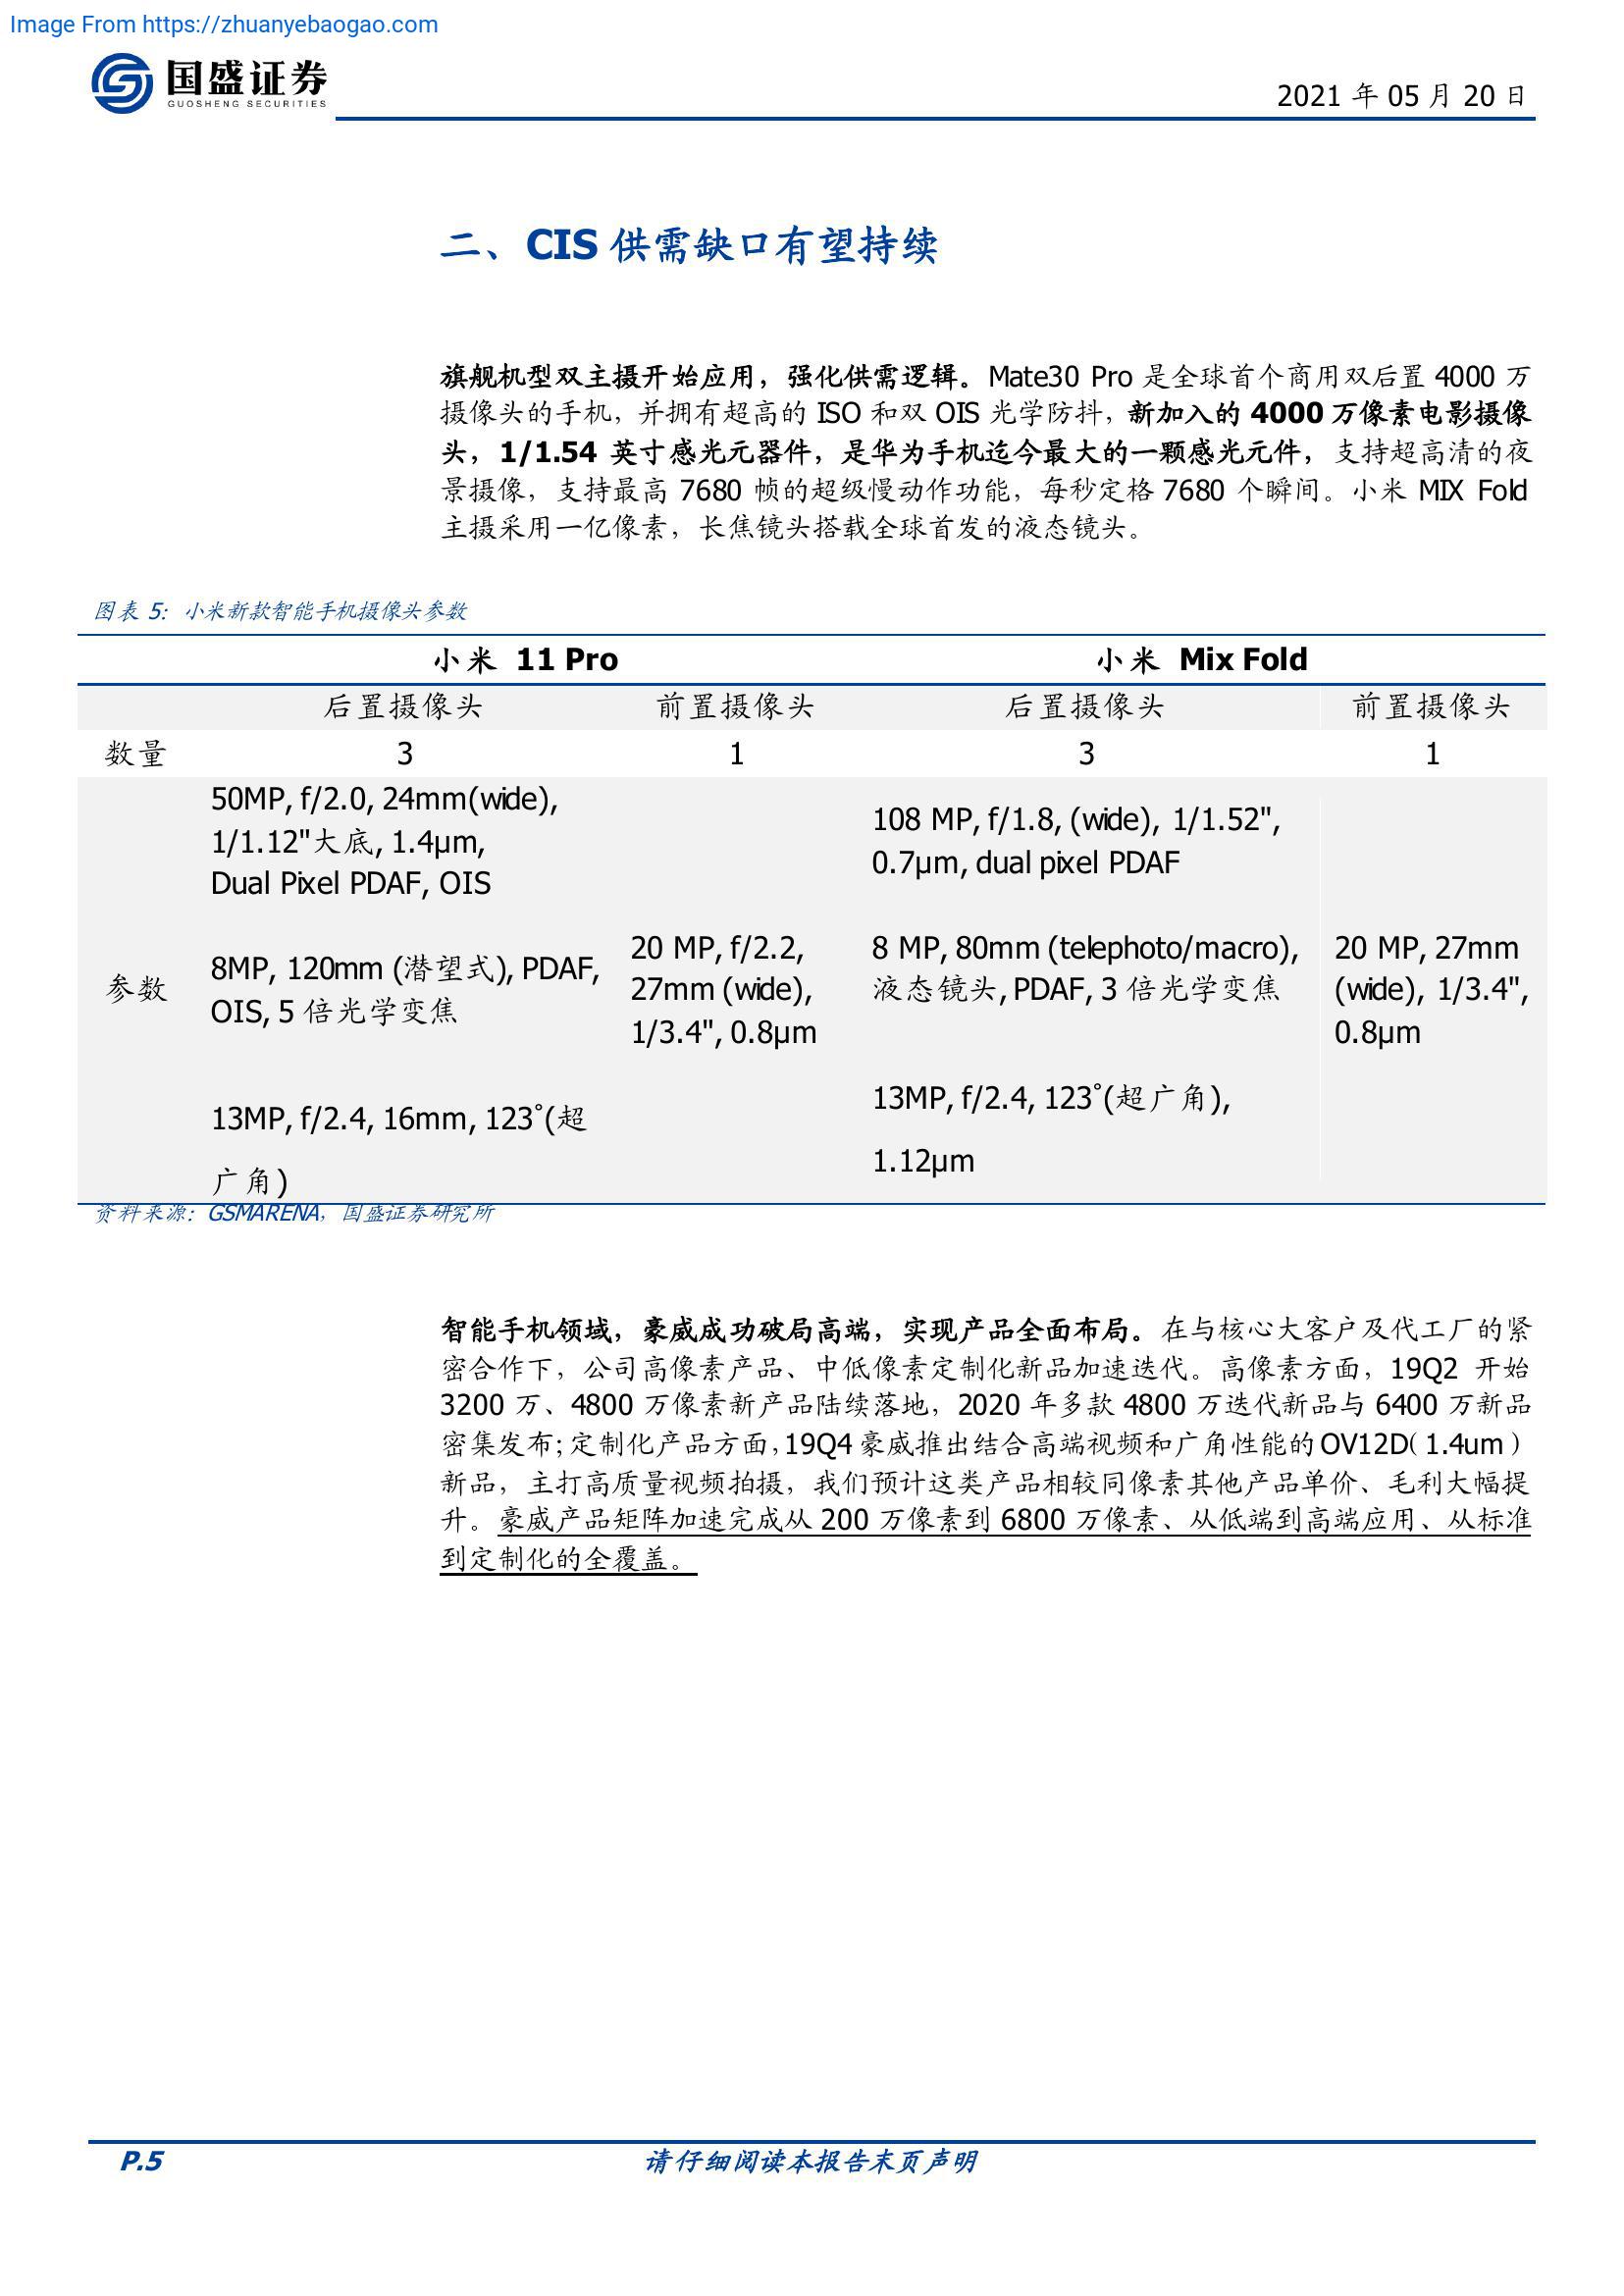 Image From https://zhuanyebaogao.com
国盛证券
GUOSHENG SECURITIES
2021 年 05 月 20 日
二、CIS 供需缺口有望持续
旗舰机型双主摄开始应用，强化供需逻辑。Mate30 Pro 是全球首个商用双后置 4000 万
摄像头的手机，并拥有超高的 ISO 和双 OIS 光学防抖，新加入的 4000 万像素电影摄像
头，1/1.54 英寸感光元器件，是华为手机迄今最大的一颗感光元件，支持超高清的夜
景摄像，支持最高 7680 帧的超级慢动作功能，每秒定格 7680 个瞬间。小米 MIX Fold
主摄采用一亿像素，长焦镜头搭载全球首发的液态镜头。
图表 5：小米新款智能手机摄像头参数
小米 11 Pro 小米 Mix Fold
后置摄像头 前置摄像头 后置摄像头 前置摄像头
数量 3 1 3 1
参数
50MP, f/2.0, 24mm(wide),
1/1.12"大底, 1.4µm,
Dual Pixel PDAF, OIS
8MP, 120mm (潜望式), PDAF,
OIS, 5 倍光学变焦
13MP, f/2.4, 16mm, 123˚(超
广角)
20 MP, f/2.2,
27mm (wide),
1/3.4", 0.8µm
108 MP, f/1.8, (wide), 1/1.52",
0.7µm, dual pixel PDAF
8 MP, 80mm (telephoto/macro),
液态镜头, PDAF, 3 倍光学变焦
13MP, f/2.4, 123˚(超广角),
1.12µm
20 MP, 27mm
(wide), 1/3.4",
0.8µm
资料来源：GSMARENA，国盛证券研究所
智能手机领域，豪威成功破局高端，实现产品全面布局。在与核心大客户及代工厂的紧
密合作下，公司高像素产品、中低像素定制化新品加速迭代。高像素方面，19Q2 开始
3200 万、4800 万像素新产品陆续落地，2020 年多款 4800 万迭代新品与 6400 万新品
密集发布；定制化产品方面，19Q4 豪威推出结合高端视频和广角性能的 OV12D（1.4um）
新品，主打高质量视频拍摄，我们预计这类产品相较同像素其他产品单价、毛利大幅提
升。豪威产品矩阵加速完成从 200 万像素到 6800 万像素、从低端到高端应用、从标准
到定制化的全覆盖。
P.5
请仔细阅读本报告末页声明